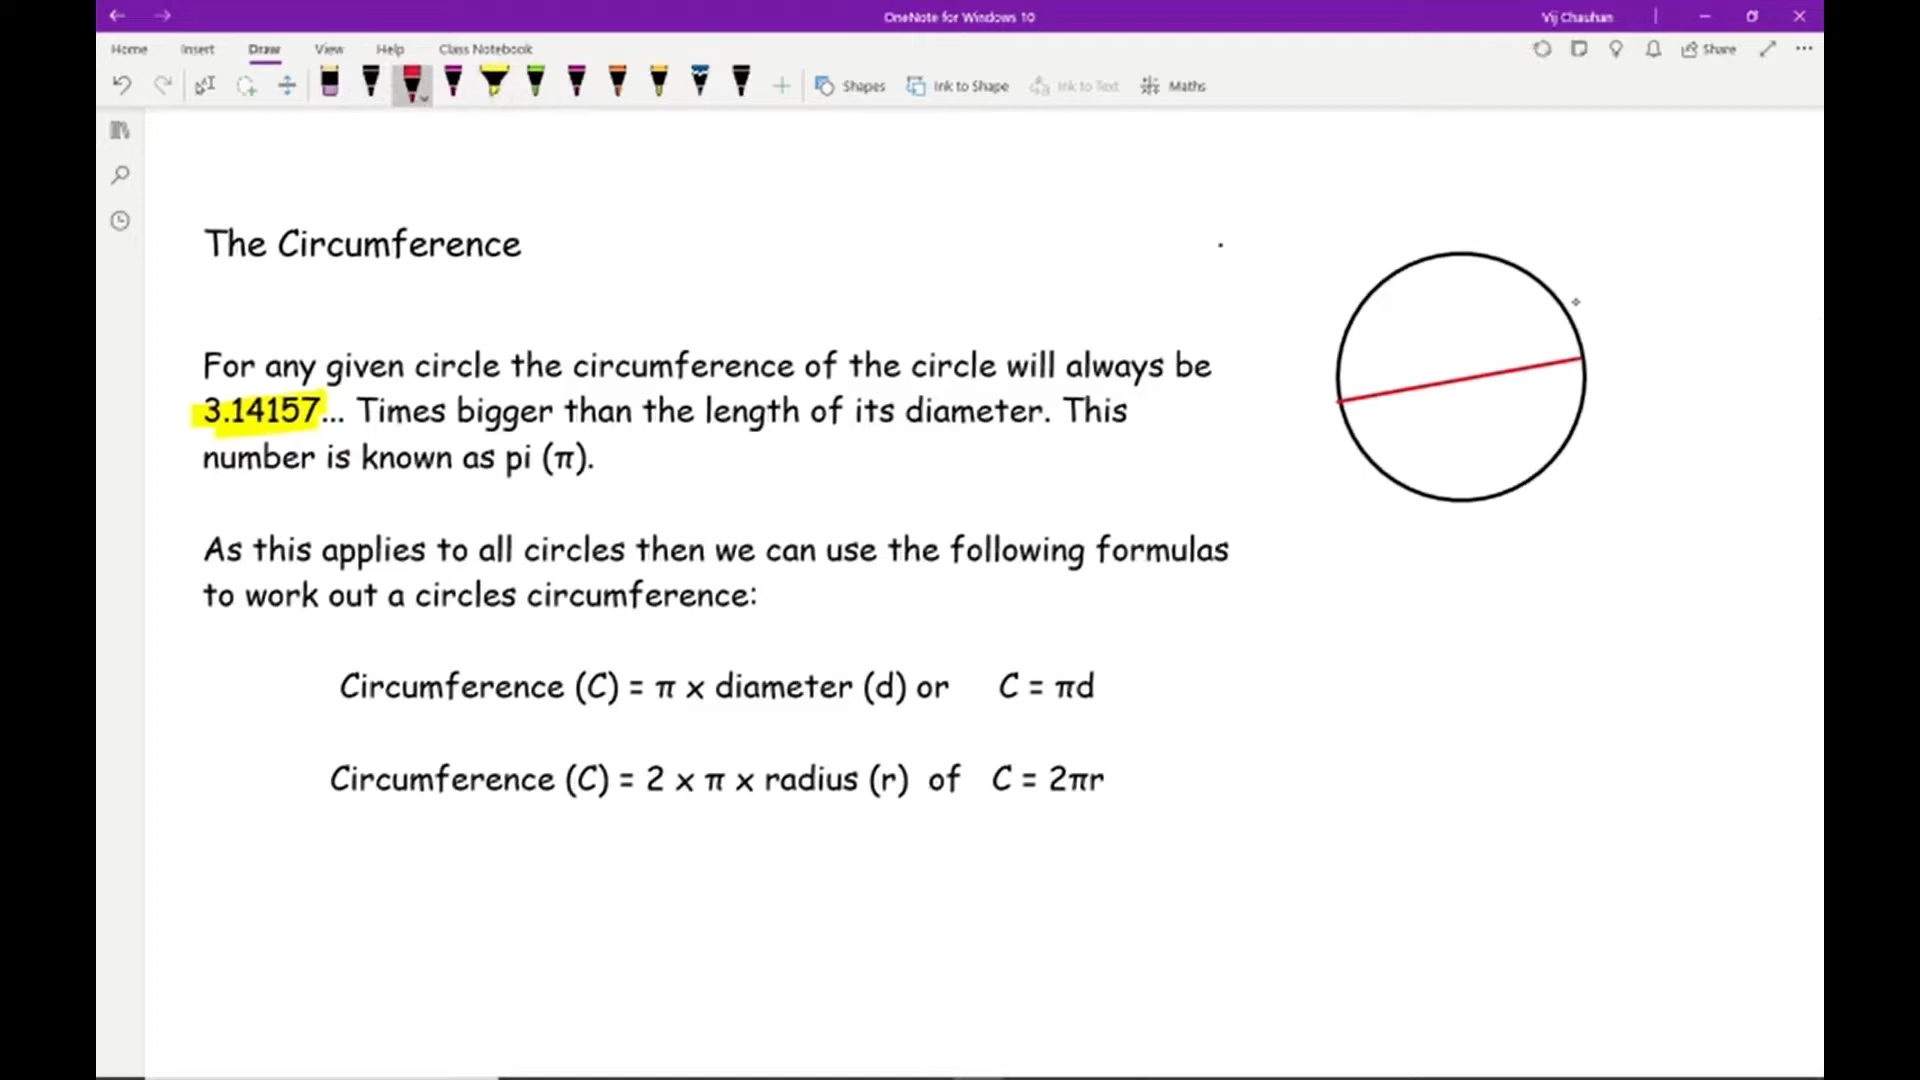 OneNote for Windows 10
Vij Chauhan
Home Insert Draw View Help Class Notebook
Share
Shapes Ink to Shape Ink to Text Maths
The Circumference
For any given circle the circumference of the circle will always be
3.14157... Times bigger than the length of its diameter. This
number is known as pi (π).
As this applies to all circles then we can use the following formulas
to work out a circles circumference:
Circumference (C) = π x diameter (d) or C = πd
Circumference (C) = 2 x π x radius (r) of C = 2πr